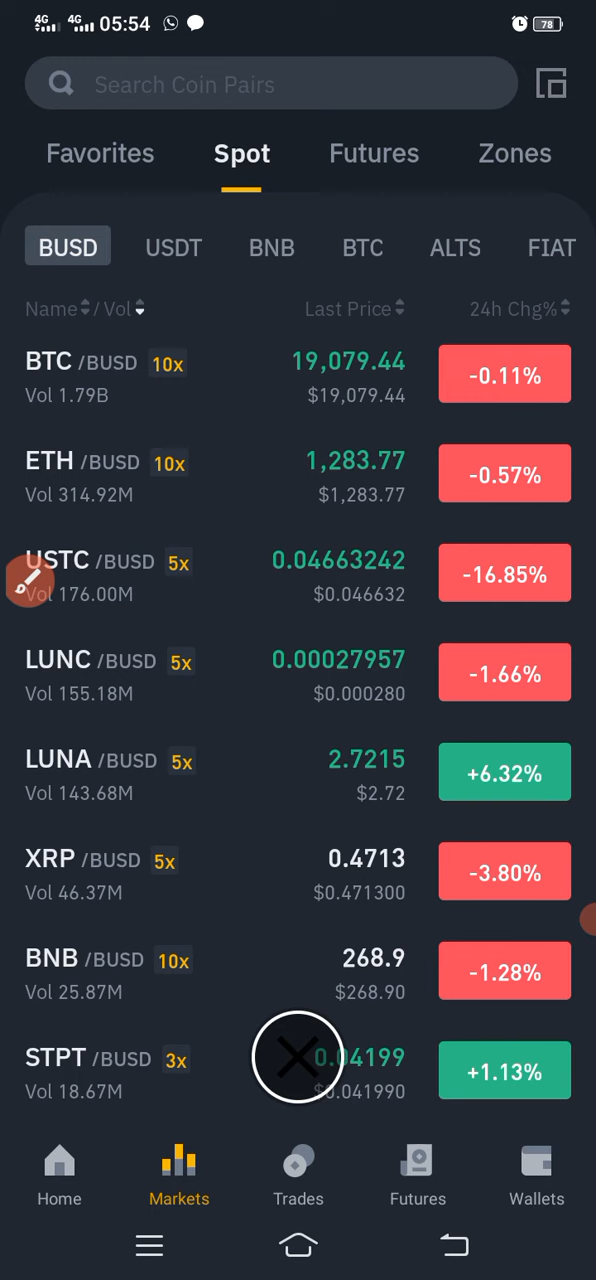 4G 4G 05:54 78
Search Coin Pairs
Favorites Spot Futures Zones
BUSD USDT BNB BTC ALTS FIAT
Name / Vol Last Price 24h Chg%
BTC /BUSD 10x 19,079.44 -0.11%
Vol 1.79B $19,079.44
ETH /BUSD 10x 1,283.77 -0.57%
Vol 314.92M $1,283.77
USTC /BUSD 5x 0.04663242 -16.85%
Vol 176.00M $0.046632
LUNC /BUSD 5x 0.00027957 -1.66%
Vol 155.18M $0.000280
LUNA /BUSD 5x 2.7215 +6.32%
Vol 143.68M $2.72
XRP /BUSD 5x 0.4713 -3.80%
Vol 46.37M $0.471300
BNB /BUSD 10x 268.9 -1.28%
Vol 25.87M $268.90
STPT /BUSD 3x 0.04199 +1.13%
Vol 18.67M $0.041990
Home Markets Trades Futures Wallets